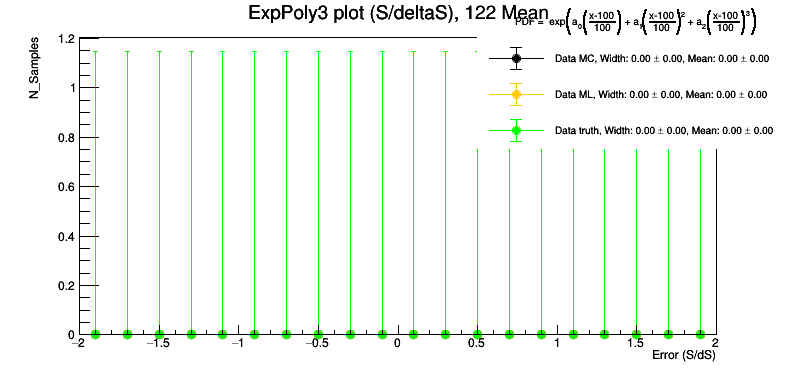 ExpPoly3 plot (S/deltaS), 122 Mean
PDF = exp(a0(x-100/100) + a1(x-100/100)^2 + a2(x-100/100)^3)
Data MC, Width: 0.00 ± 0.00, Mean: 0.00 ± 0.00
Data ML, Width: 0.00 ± 0.00, Mean: 0.00 ± 0.00
Data truth, Width: 0.00 ± 0.00, Mean: 0.00 ± 0.00
N_Samples
1.2
1
0.8
0.6
0.4
0.2
0
−2 −1.5 −1 −0.5 0 0.5 1 1.5 2
Error (S/dS)